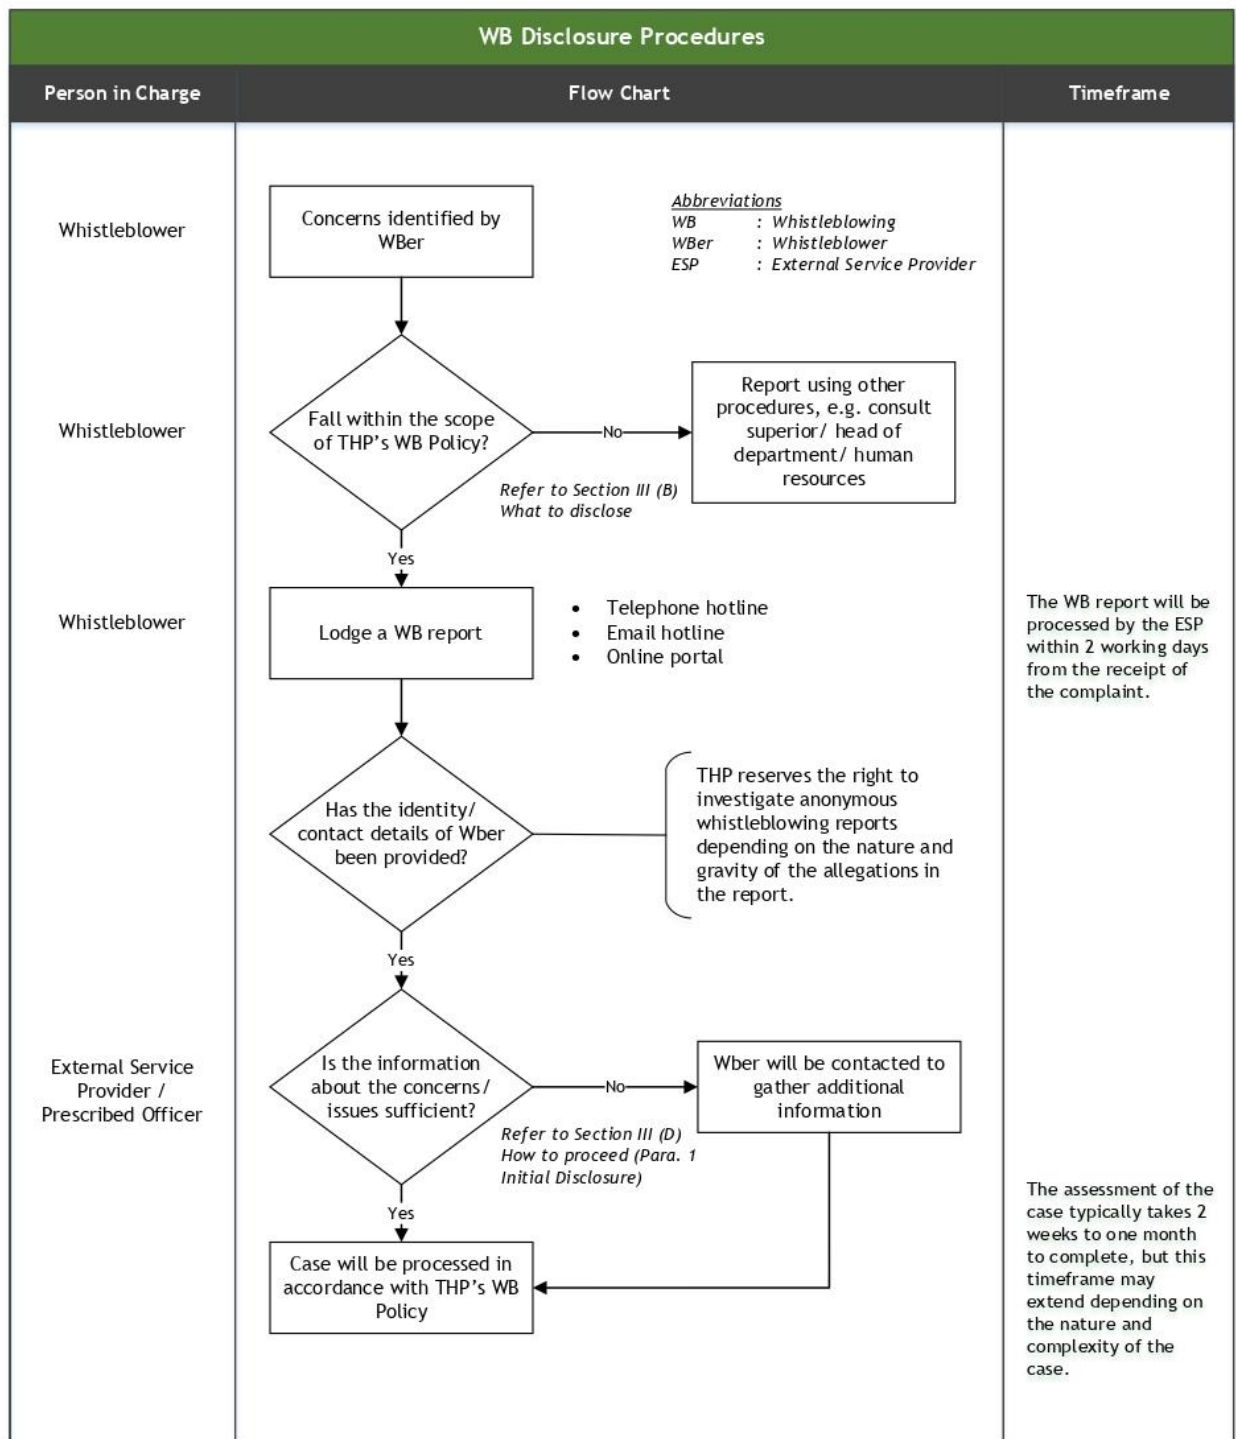 WB Disclosure Procedures
Person in Charge
Flow Chart
Timeframe
Whistleblower
Concerns identified by
WBer
Abbreviations
WB : Whistleblowing
WBer : Whistleblower
ESP : External Service Provider
Whistleblower
Fall within the scope
of THP's WB Policy?
No
Report using other
procedures, e.g. consult
superior/ head of
department/ human
resources
Refer to Section III (B)
What to disclose
Yes
Whistleblower
Lodge a WB report
• Telephone hotline
• Email hotline
• Online portal
The WB report will be
processed by the ESP
within 2 working days
from the receipt of
the complaint.
Has the identity/
contact details of Wber
been provided?
THP reserves the right to
investigate anonymous
whistleblowing reports
depending on the nature and
gravity of the allegations in
the report.
Yes
External Service
Provider /
Prescribed Officer
Is the information
about the concerns/
issues sufficient?
No
Wber will be contacted to
gather additional
information
Refer to Section III (D)
How to proceed (Para. 1
Initial Disclosure)
Yes
Case will be processed in
accordance with THP's WB
Policy
The assessment of the
case typically takes 2
weeks to one month
to complete, but this
timeframe may
extend depending on
the nature and
complexity of the
case.